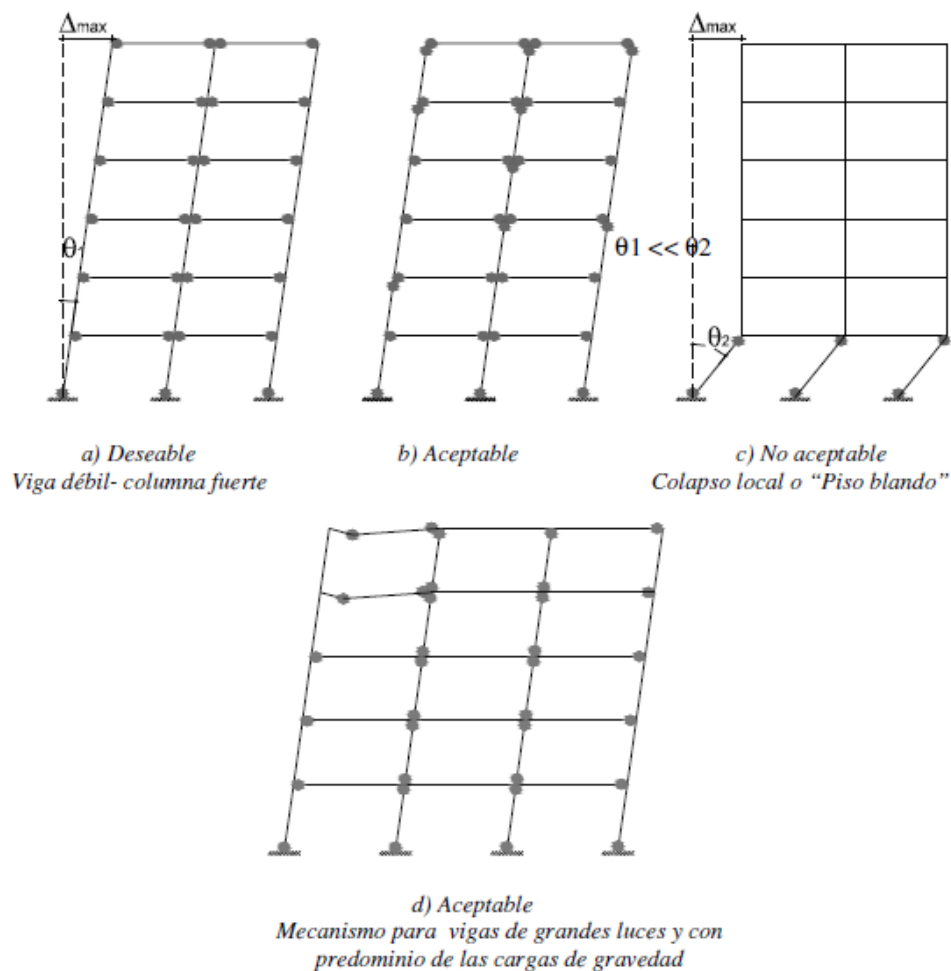 Δmax
Δmax
θ1
θ1 << θ2
θ2
a) Deseable
Viga débil- columna fuerte
b) Aceptable
c) No aceptable
Colapso local o “Piso blando”
d) Aceptable
Mecanismo para vigas de grandes luces y con
predominio de las cargas de gravedad